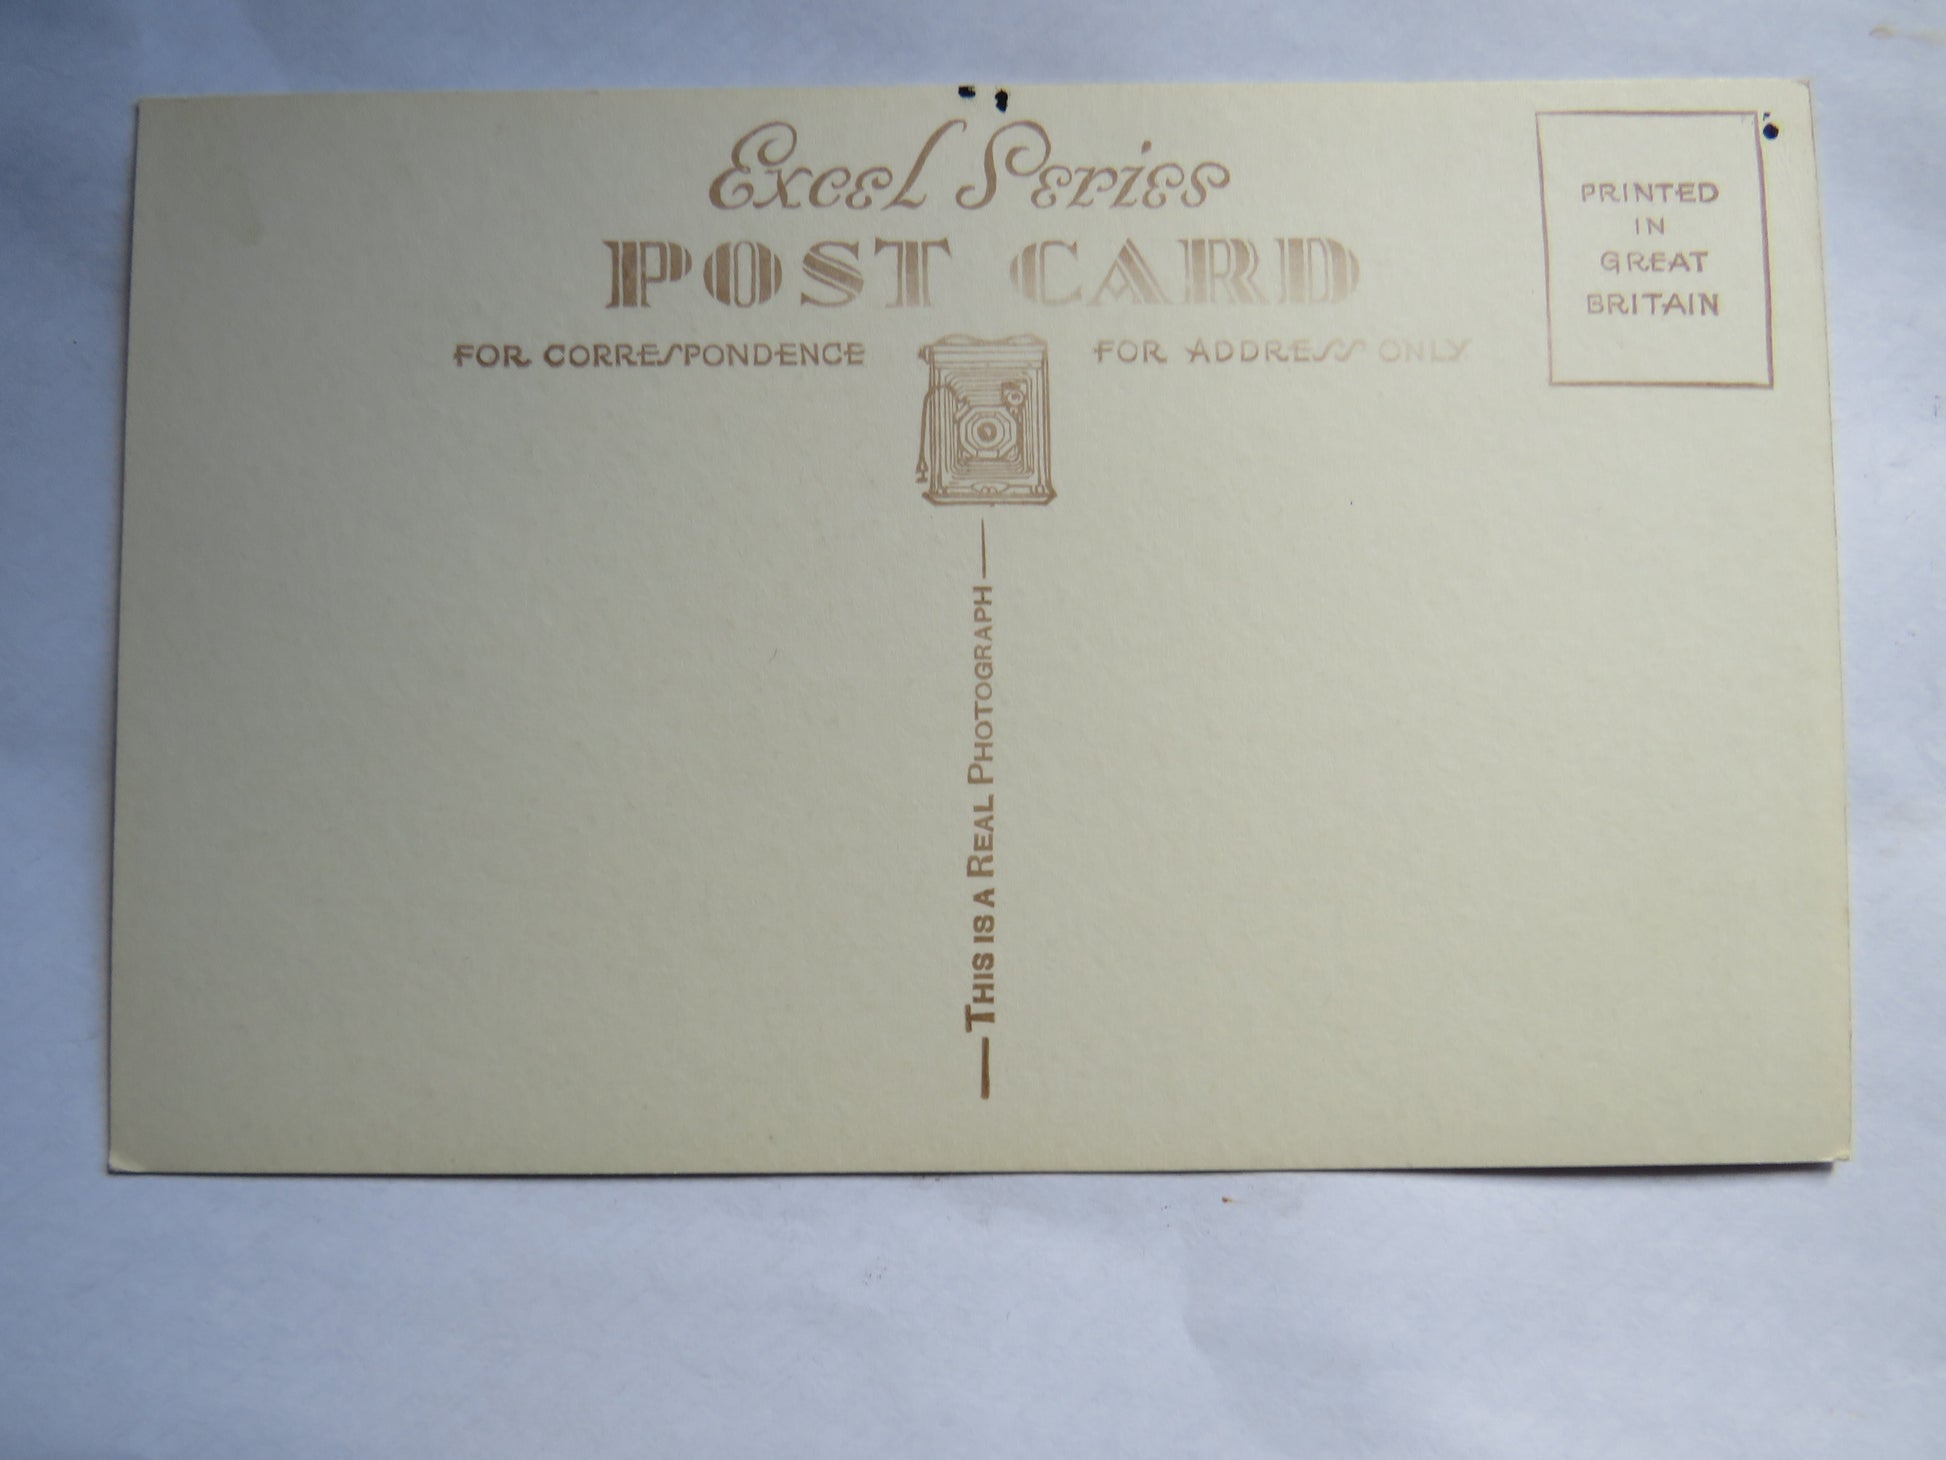 Excel Series
POST CARD
FOR CORRESPONDENCE
FOR ADDRESS ONLY
PRINTED
IN
GREAT
BRITAIN
THIS IS A REAL PHOTOGRAPH